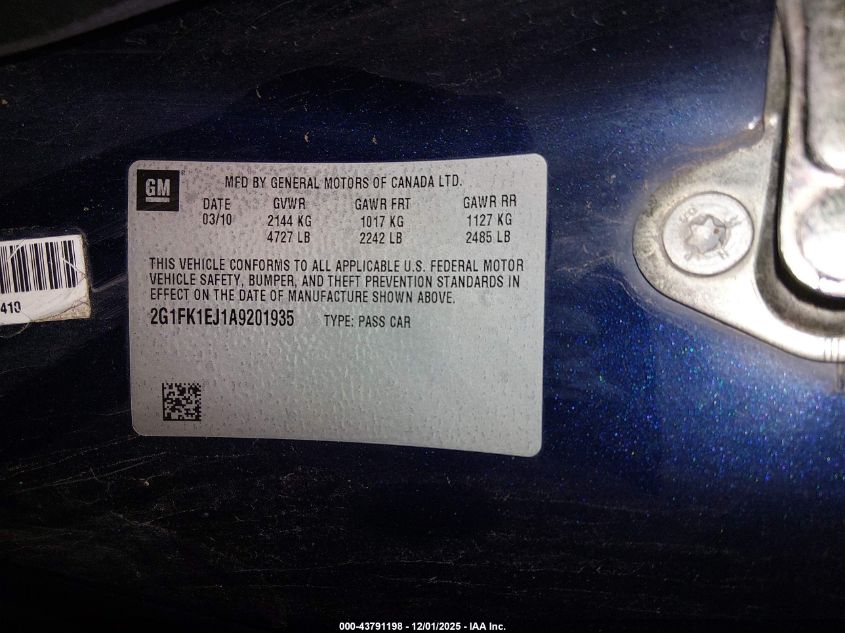 GM
MFD BY GENERAL MOTORS OF CANADA LTD.
DATE GVWR GAWR FRT GAWR RR
03/10 2144 KG 1017 KG 1127 KG
4727 LB 2242 LB 2485 LB
THIS VEHICLE CONFORMS TO ALL APPLICABLE U.S. FEDERAL MOTOR
VEHICLE SAFETY, BUMPER, AND THEFT PREVENTION STANDARDS IN
EFFECT ON THE DATE OF MANUFACTURE SHOWN ABOVE.
2G1FK1EJ1A9201935 TYPE: PASS CAR
410
000-43791198 - 12/01/2025 - IAA Inc.